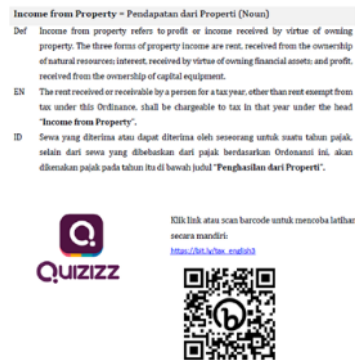 Income from Property = Pendapatan dari Properti (Noun)
Def Income from property refers to profit or income received by virtue of owning
property. The three forms of property income are rent, received from the ownership
of natural resources; interest, received by virtue of owning financial assets; and profit,
received from the ownership of capital equipment.
EN The rent received or receivable by a person for a tax year, other than rent exempt from
tax under this Ordinance, shall be chargeable to tax in that year under the head
"Income from Property".
ID Sewa yang diterima atau dapat diterima oleh seseorang untuk suatu tahun pajak,
selain dari sewa yang dibebaskan dari pajak berdasarkan Ordonansi ini, akan
dikenakan pajak pada tahun itu di bawah judul "Penghasilan dari Properti".
Klik link atau scan barcode untuk mencoba latihan
secara mandiri:
https://bit.ly/tax_english3
QUIZIZZ